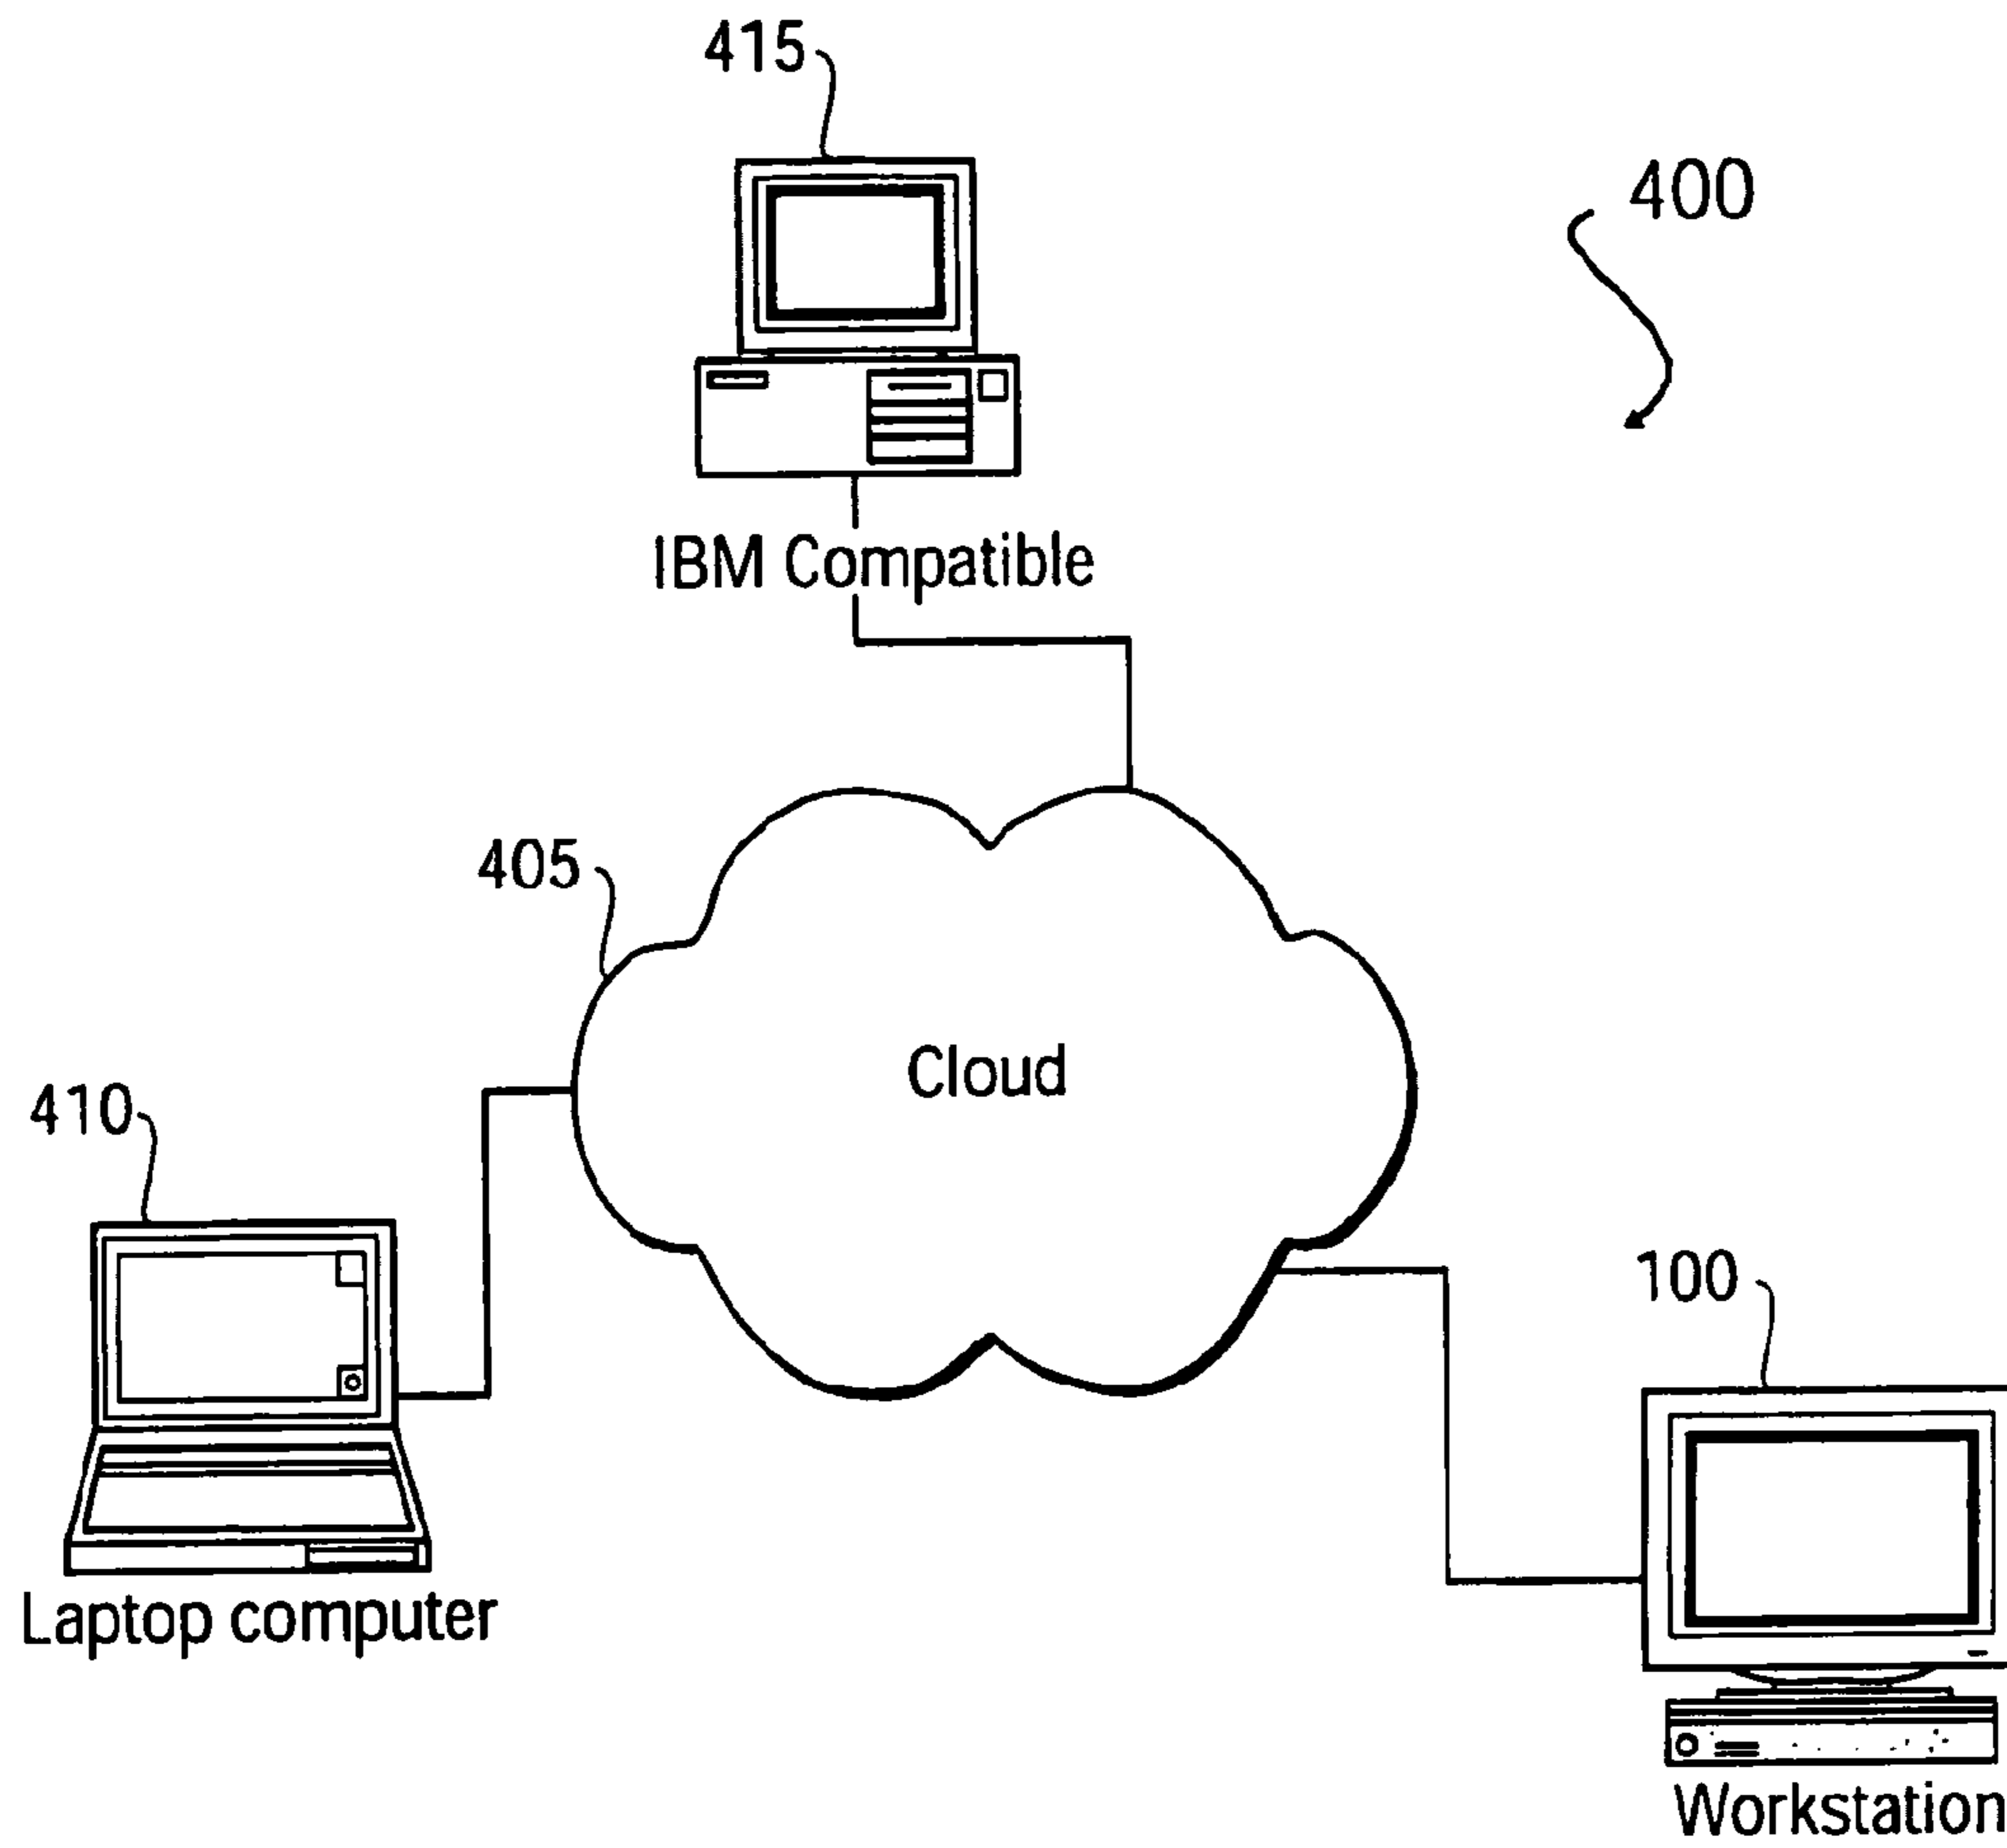 415
400
IBM Compatible
405
Cloud
410
100
Laptop computer
Workstation